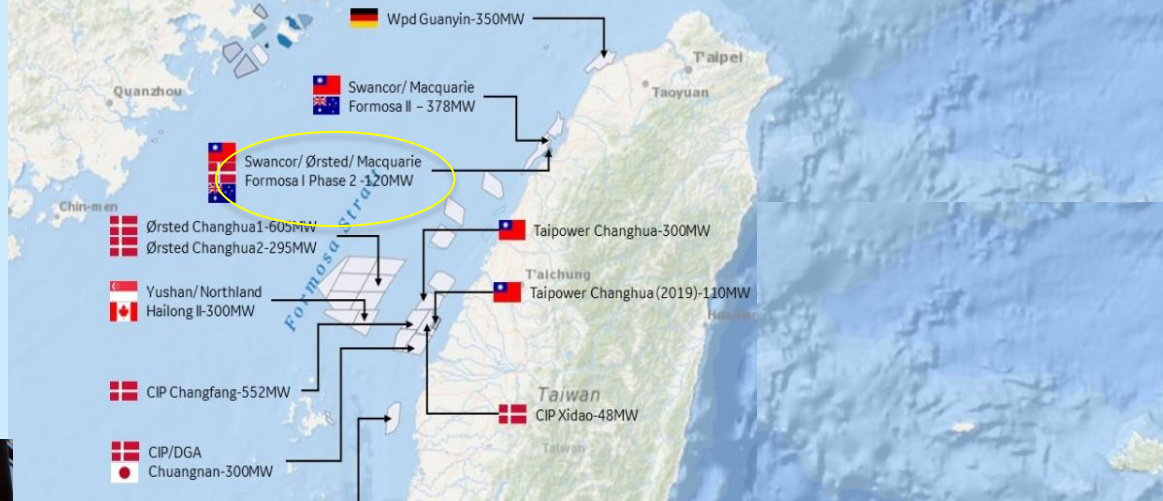 Wpd Guanyin-350MW
T'aipei
Quanzhou
Taoyuan
Swancor/ Macquarie
Formosa II – 378MW
Swancor/ Ørsted/ Macquarie
Formosa I Phase 2 -120MW
Chin-men
Formosa Strait
Ørsted Changhua1-605MW
Ørsted Changhua2-295MW
Taipower Changhua-300MW
T'aichung
Yushan/ Northland
Hailong II-300MW
Taipower Changhua (2019)-110MW
CIP Changfang-552MW
Taiwan
CIP Xidao-48MW
Taiwan
CIP/DGA
Chuangnan-300MW